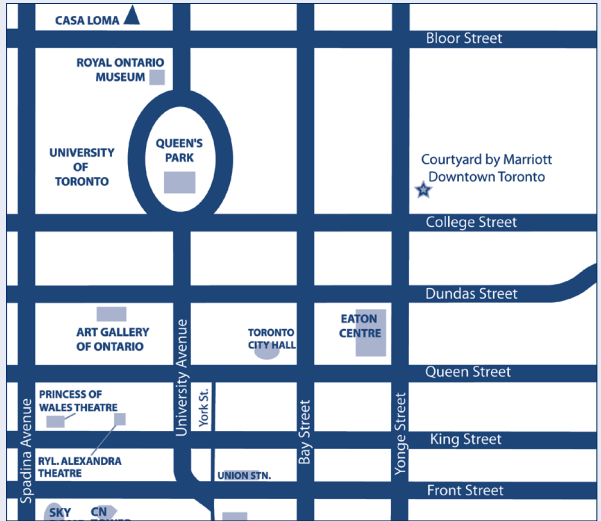 CASA LOMA
Bloor Street
ROYAL ONTARIO
MUSEUM
QUEEN'S
PARK
UNIVERSITY
OF
TORONTO
Courtyard by Marriott
Downtown Toronto
College Street
Dundas Street
ART GALLERY
OF ONTARIO
University Avenue
TORONTO
CITY HALL
EATON
CENTRE
Queen Street
PRINCESS OF
WALES THEATRE
York St.
Spadina Avenue
Bay Street
Yonge Street
King Street
RYL. ALEXANDRA
THEATRE
UNION STN.
Front Street
SKY
CN
TOWER